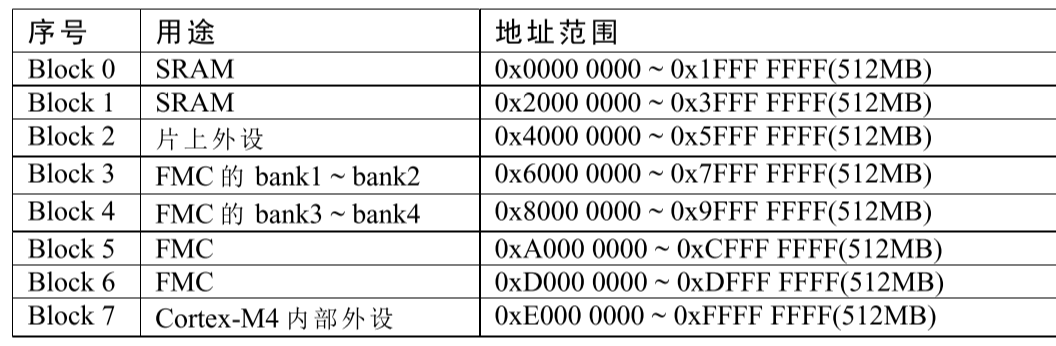 序号 用途 地址范围
Block 0 SRAM 0x0000 0000 ~ 0x1FFF FFFF(512MB)
Block 1 SRAM 0x2000 0000 ~ 0x3FFF FFFF(512MB)
Block 2 片上外设 0x4000 0000 ~ 0x5FFF FFFF(512MB)
Block 3 FMC 的 bank1 ~ bank2 0x6000 0000 ~ 0x7FFF FFFF(512MB)
Block 4 FMC 的 bank3 ~ bank4 0x8000 0000 ~ 0x9FFF FFFF(512MB)
Block 5 FMC 0xA000 0000 ~ 0xCFFF FFFF(512MB)
Block 6 FMC 0xD000 0000 ~ 0xDFFF FFFF(512MB)
Block 7 Cortex-M4 内部外设 0xE000 0000 ~ 0xFFFF FFFF(512MB)